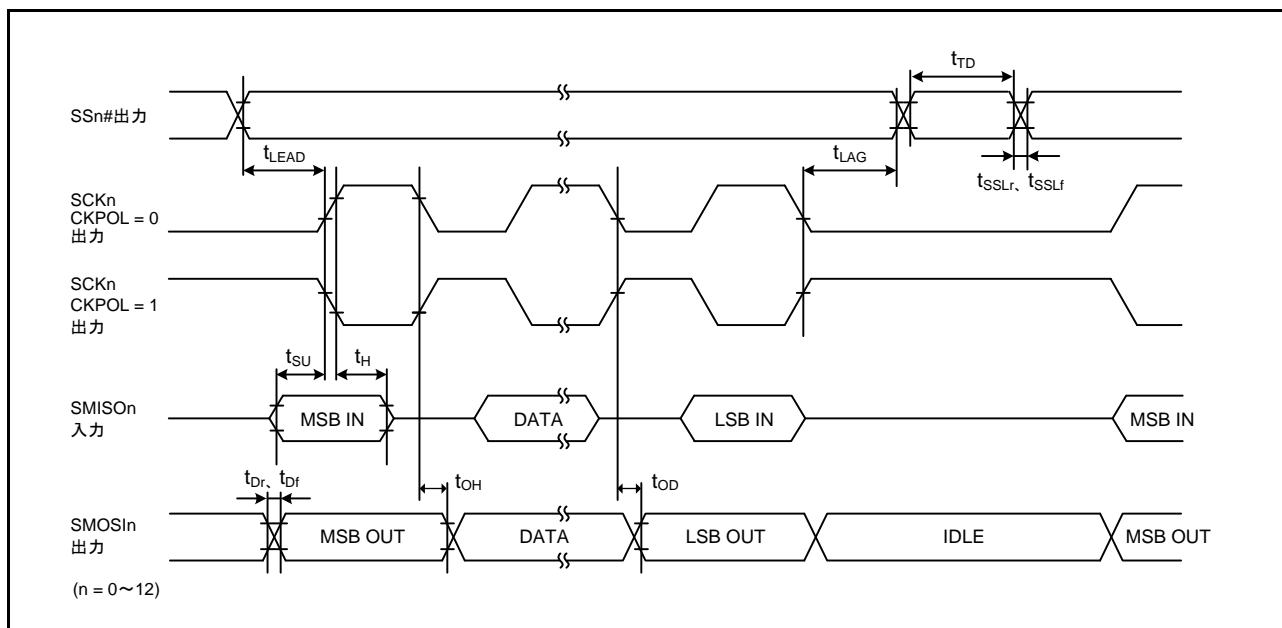 tTD
SSn#出力
tLEAD
tLAG
tSSLr、tSSLf
SCKn
CKPOL = 0
出力
SCKn
CKPOL = 1
出力
tSU
tH
SMISOn
入力
MSB IN
DATA
LSB IN
MSB IN
tDr、tDf
tOH
tOD
SMOSIn
出力
MSB OUT
DATA
LSB OUT
IDLE
MSB OUT
(n = 0～12)